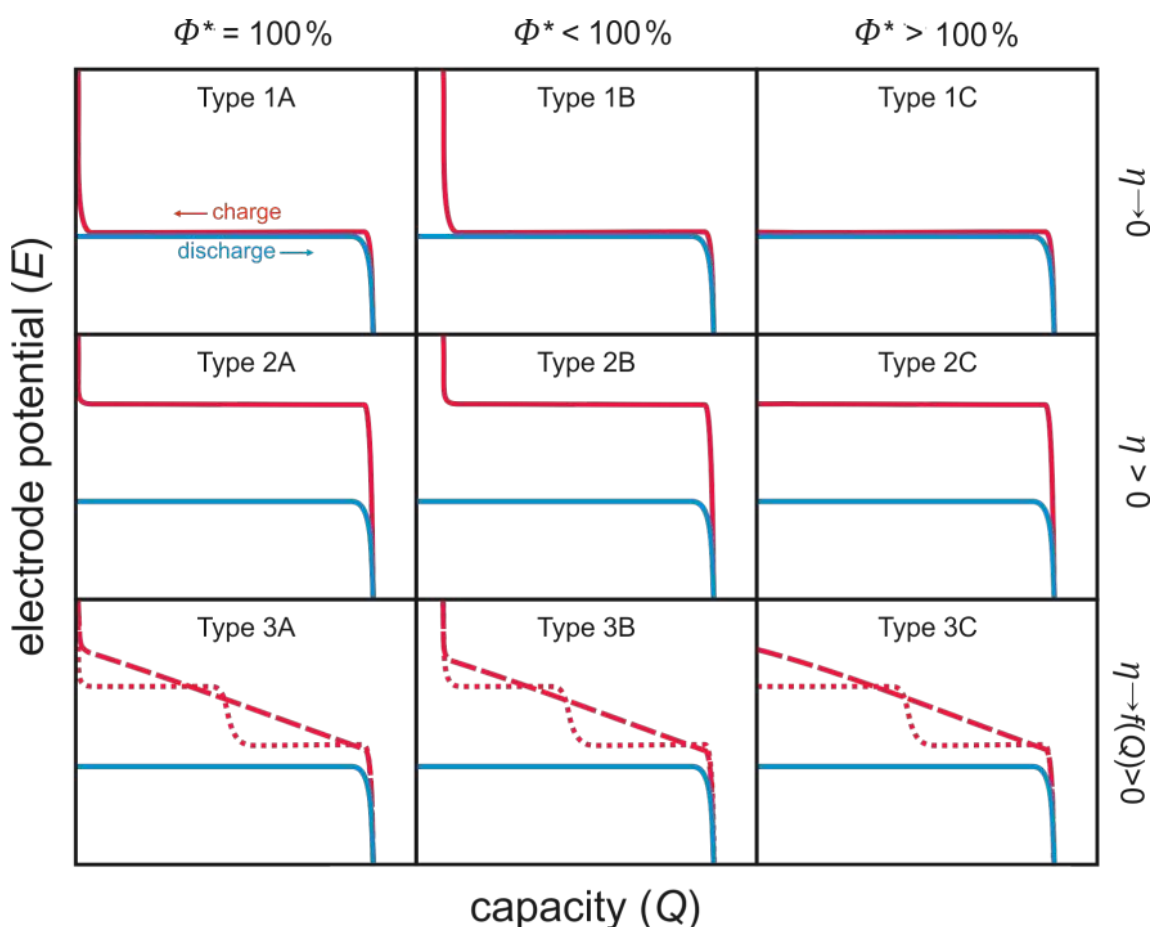 Φ* = 100 %
Φ* < 100 %
Φ* > 100 %
Type 1A
Type 1B
Type 1C
← charge
discharge →
η→0
Type 2A
Type 2B
Type 2C
η > 0
Type 3A
Type 3B
Type 3C
η→f(Q)>0
electrode potential (E)
capacity (Q)